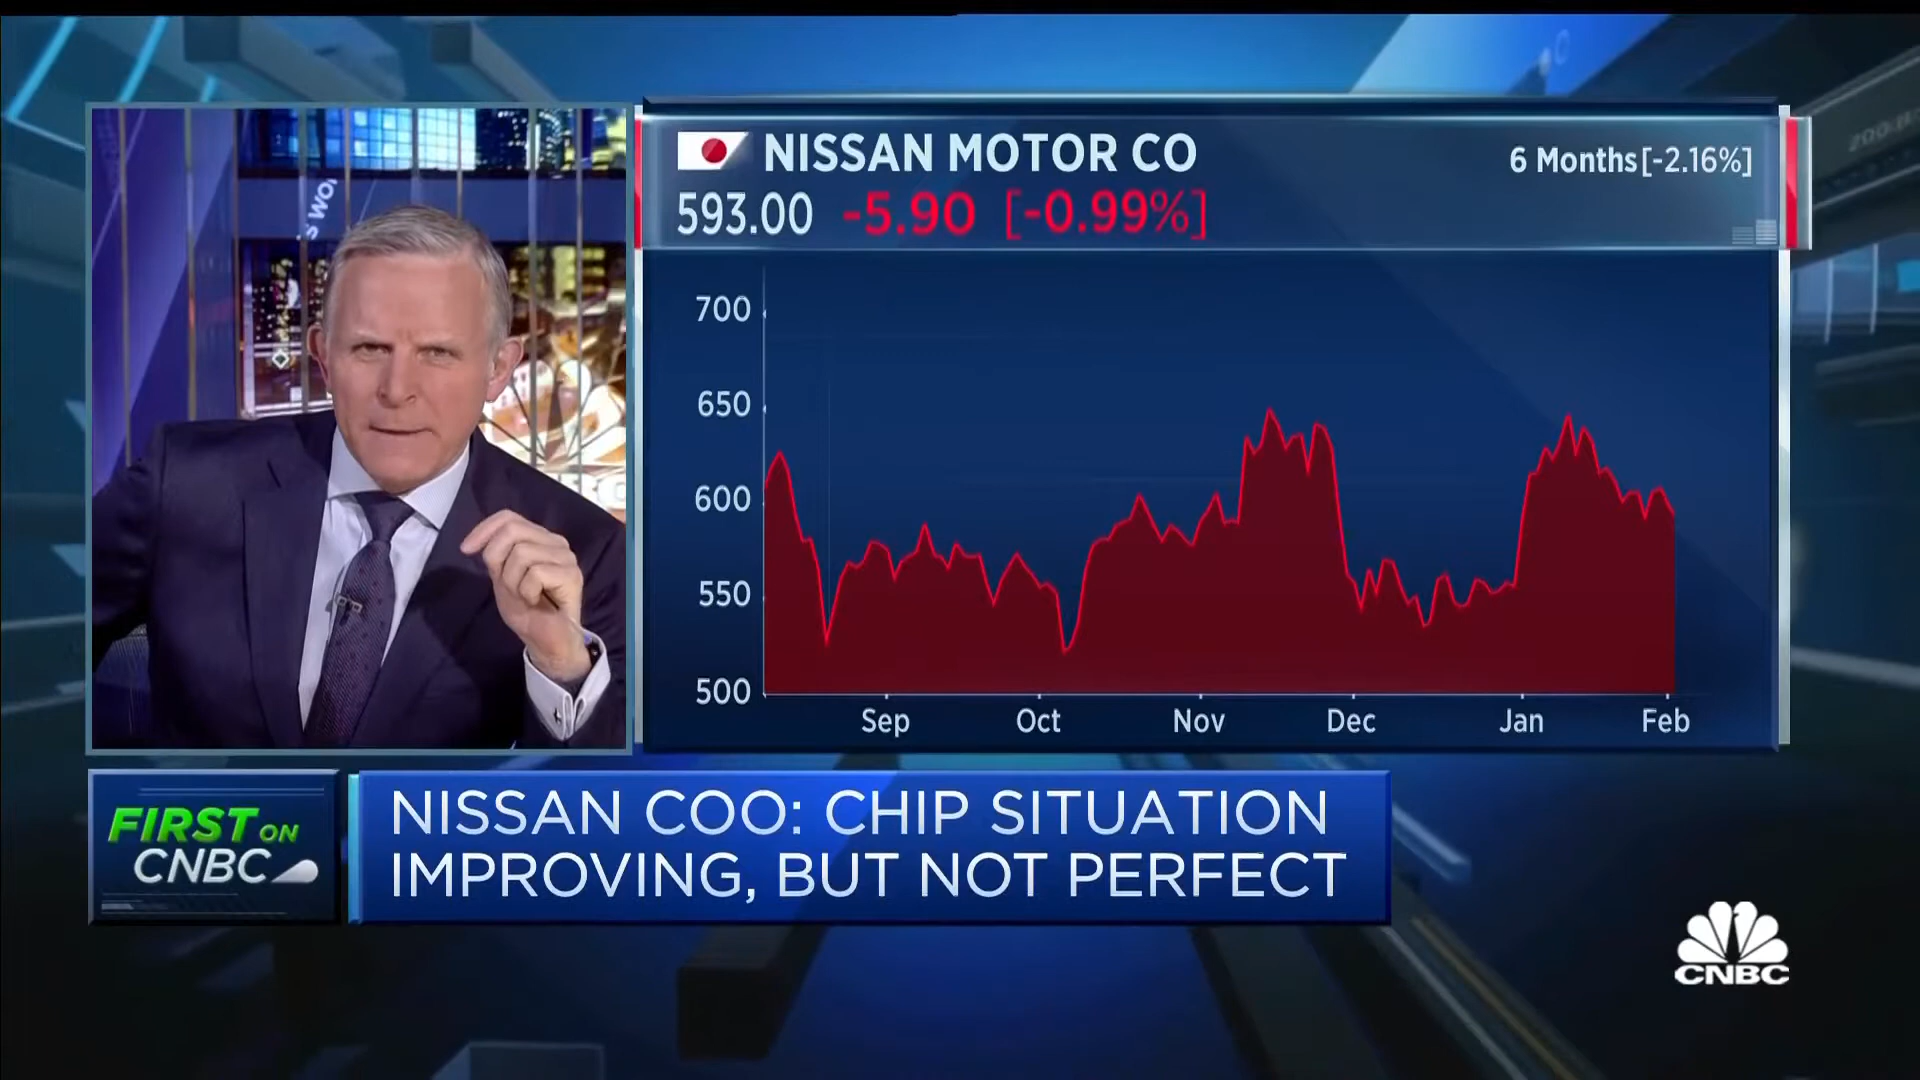 S WO
NISSAN MOTOR CO
6 Months[-2.16%]
593.00 -5.90 [-0.99%]
700
650
600
550
500
Sep Oct Nov Dec Jan Feb
FIRST ON
CNBC
NISSAN COO: CHIP SITUATION
IMPROVING, BUT NOT PERFECT
CNBC